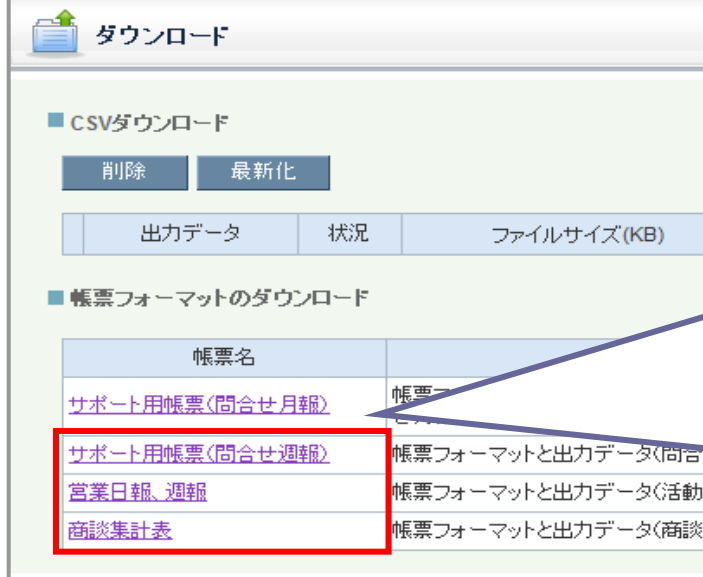 ダウンロード
CSVダウンロード
削除
最新化
出力データ
状況
ファイルサイズ(KB)
帳票フォーマットのダウンロード
帳票名
サポート用帳票(問合せ月報)
帳票フ
サポート用帳票(問合せ週報)
帳票フォーマットと出力データ(問合
営業日報、週報
帳票フォーマットと出力データ(活動
商談集計表
帳票フォーマットと出力データ(商談